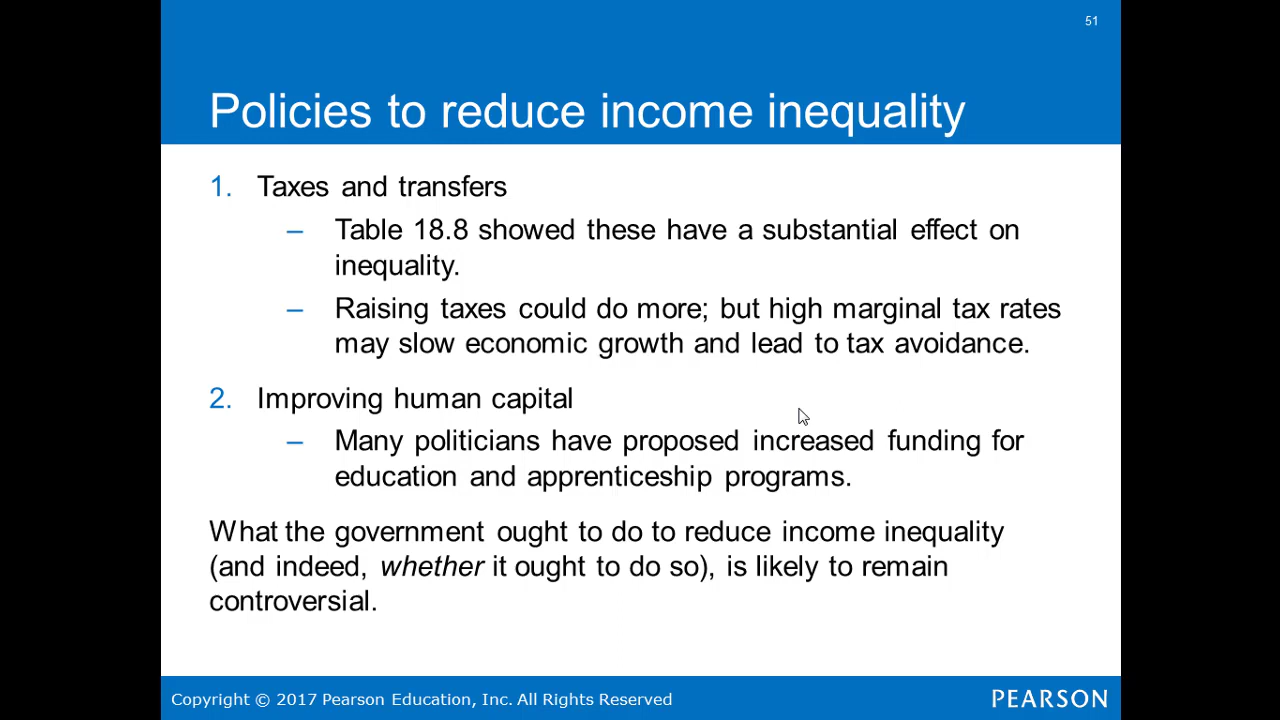 51
Policies to reduce income inequality
1. Taxes and transfers
– Table 18.8 showed these have a substantial effect on
inequality.
– Raising taxes could do more; but high marginal tax rates
may slow economic growth and lead to tax avoidance.
2. Improving human capital
– Many politicians have proposed increased funding for
education and apprenticeship programs.
What the government ought to do to reduce income inequality
(and indeed, whether it ought to do so), is likely to remain
controversial.
Copyright © 2017 Pearson Education, Inc. All Rights Reserved
PEARSON